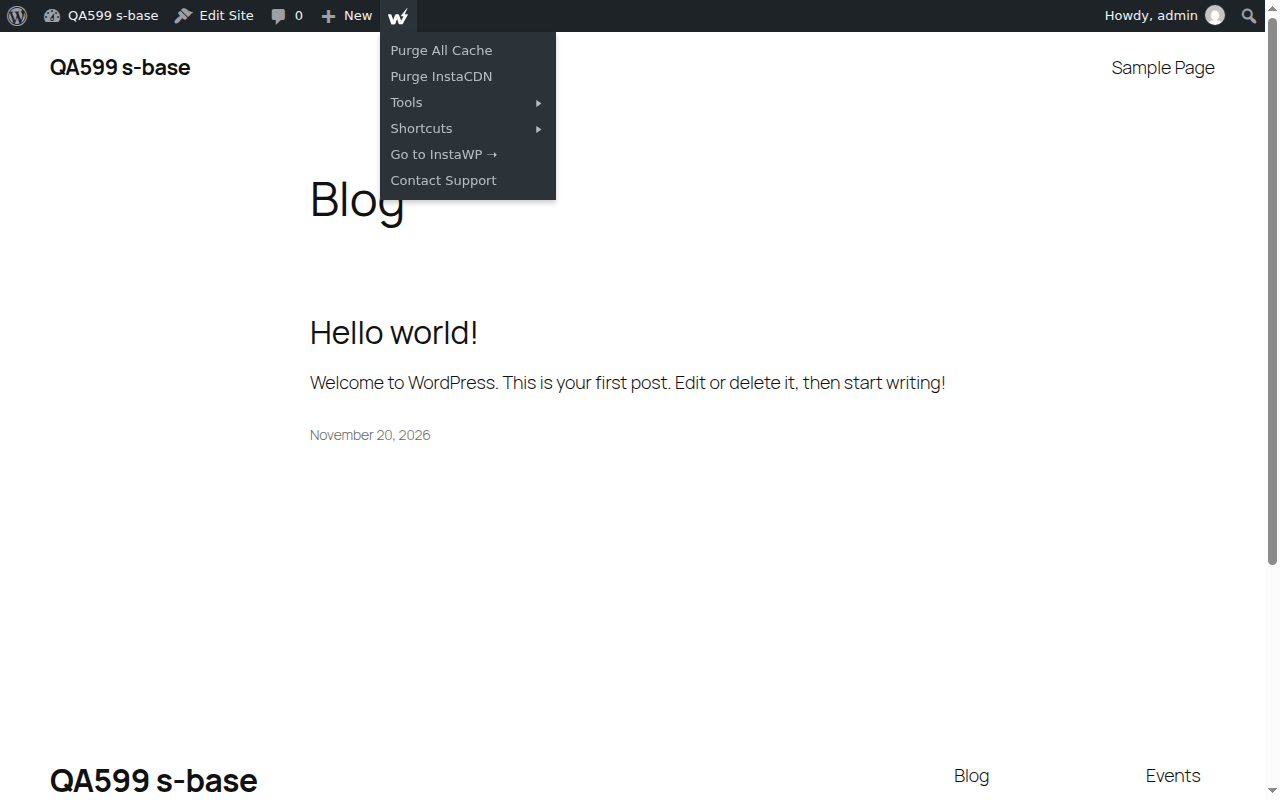 QA599 s-base Edit Site 0 New Howdy, admin
Purge All Cache
Purge InstaCDN
Tools
Shortcuts
Go to InstaWP →
Contact Support
QA599 s-base Sample Page
Blog
Hello world!
Welcome to WordPress. This is your first post. Edit or delete it, then start writing!
November 20, 2026
QA599 s-base Blog Events